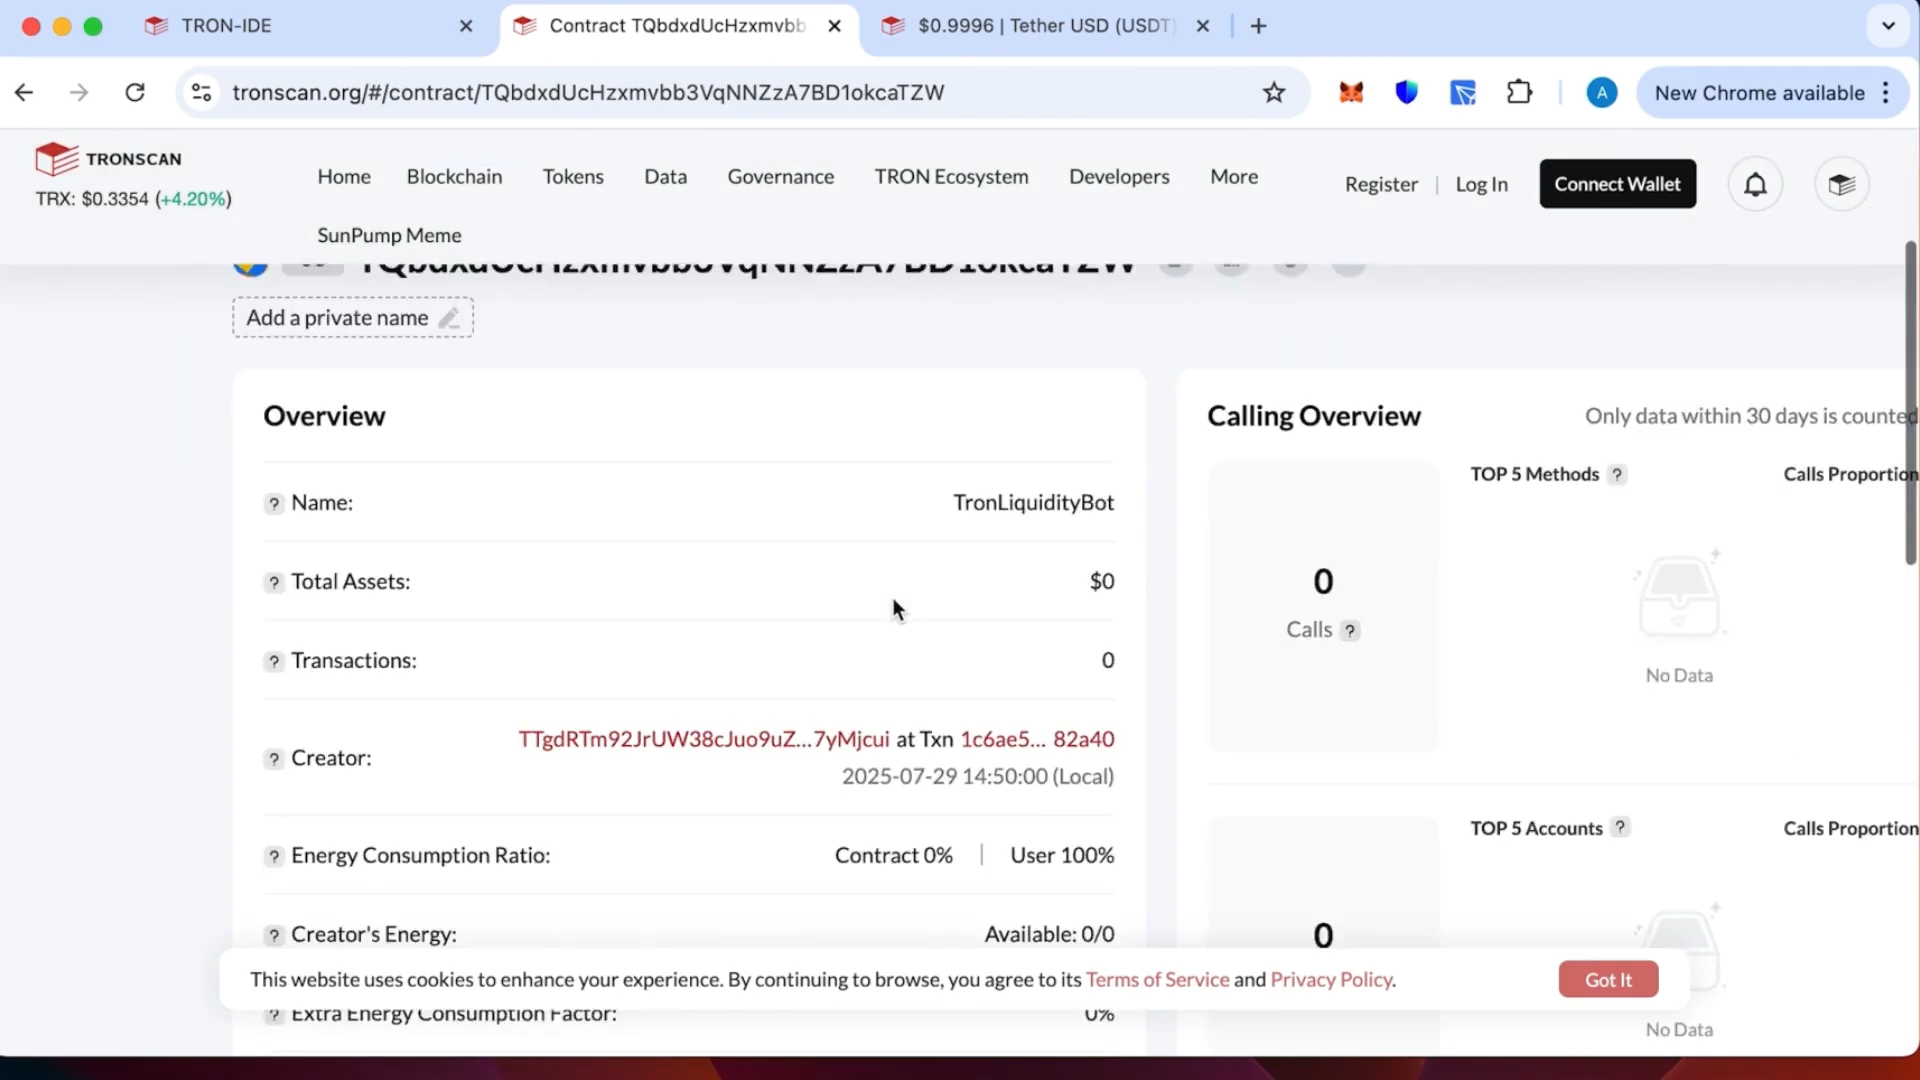 TRON-IDE
Contract TQbdxdUcHzxmvbb
$0.9996 | Tether USD (USDT)
tronscan.org/#/contract/TQbdxdUcHzxmvbb3VqNNZzA7BD1okcaTZW
A
New Chrome available
TRONSCAN
TRX: $0.3354 (+4.20%)
Home
Blockchain
Tokens
Data
Governance
TRON Ecosystem
Developers
More
SunPump Meme
Register
Log In
Connect Wallet
TQbdxdUcHzxmvbb3VqNNZzA7BD1okcaTZW
Add a private name
Overview
? Name: TronLiquidityBot
? Total Assets: $0
? Transactions: 0
? Creator: TTgdRTm92JrUW38cJuo9uZ...7yMjcui at Txn 1c6ae5... 82a40
2025-07-29 14:50:00 (Local)
? Energy Consumption Ratio: Contract 0% | User 100%
? Creator's Energy: Available: 0/0
? Extra Energy Consumption Factor: 0%
Calling Overview
Only data within 30 days is counted
0
Calls ?
TOP 5 Methods ?
Calls Proportion
No Data
0
TOP 5 Accounts ?
Calls Proportion
No Data
This website uses cookies to enhance your experience. By continuing to browse, you agree to its Terms of Service and Privacy Policy.
Got It